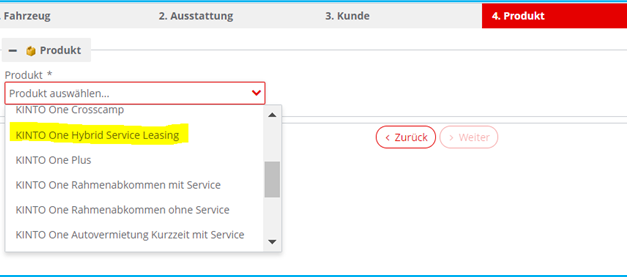 . Fahrzeug
2. Ausstattung
3. Kunde
4. Produkt
Produkt
Produkt *
Produkt auswählen...
KINTO One Crosscamp
KINTO One Hybrid Service Leasing
KINTO One Plus
KINTO One Rahmenabkommen mit Service
KINTO One Rahmenabkommen ohne Service
KINTO One Autovermietung Kurzzeit mit Service
Zurück
Weiter